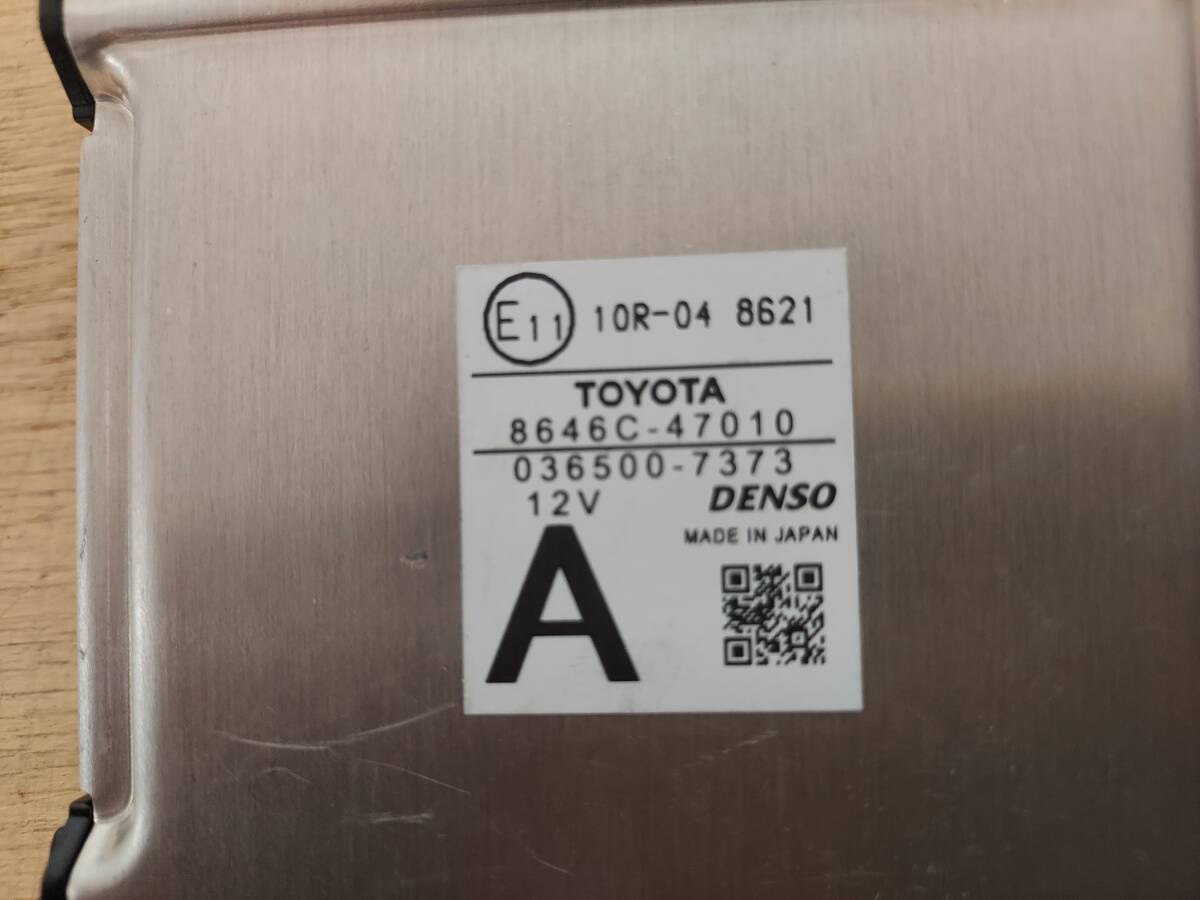 E11 10R-04 8621
TOYOTA
8646C-47010
036500-7373
12V DENSO
MADE IN JAPAN
A